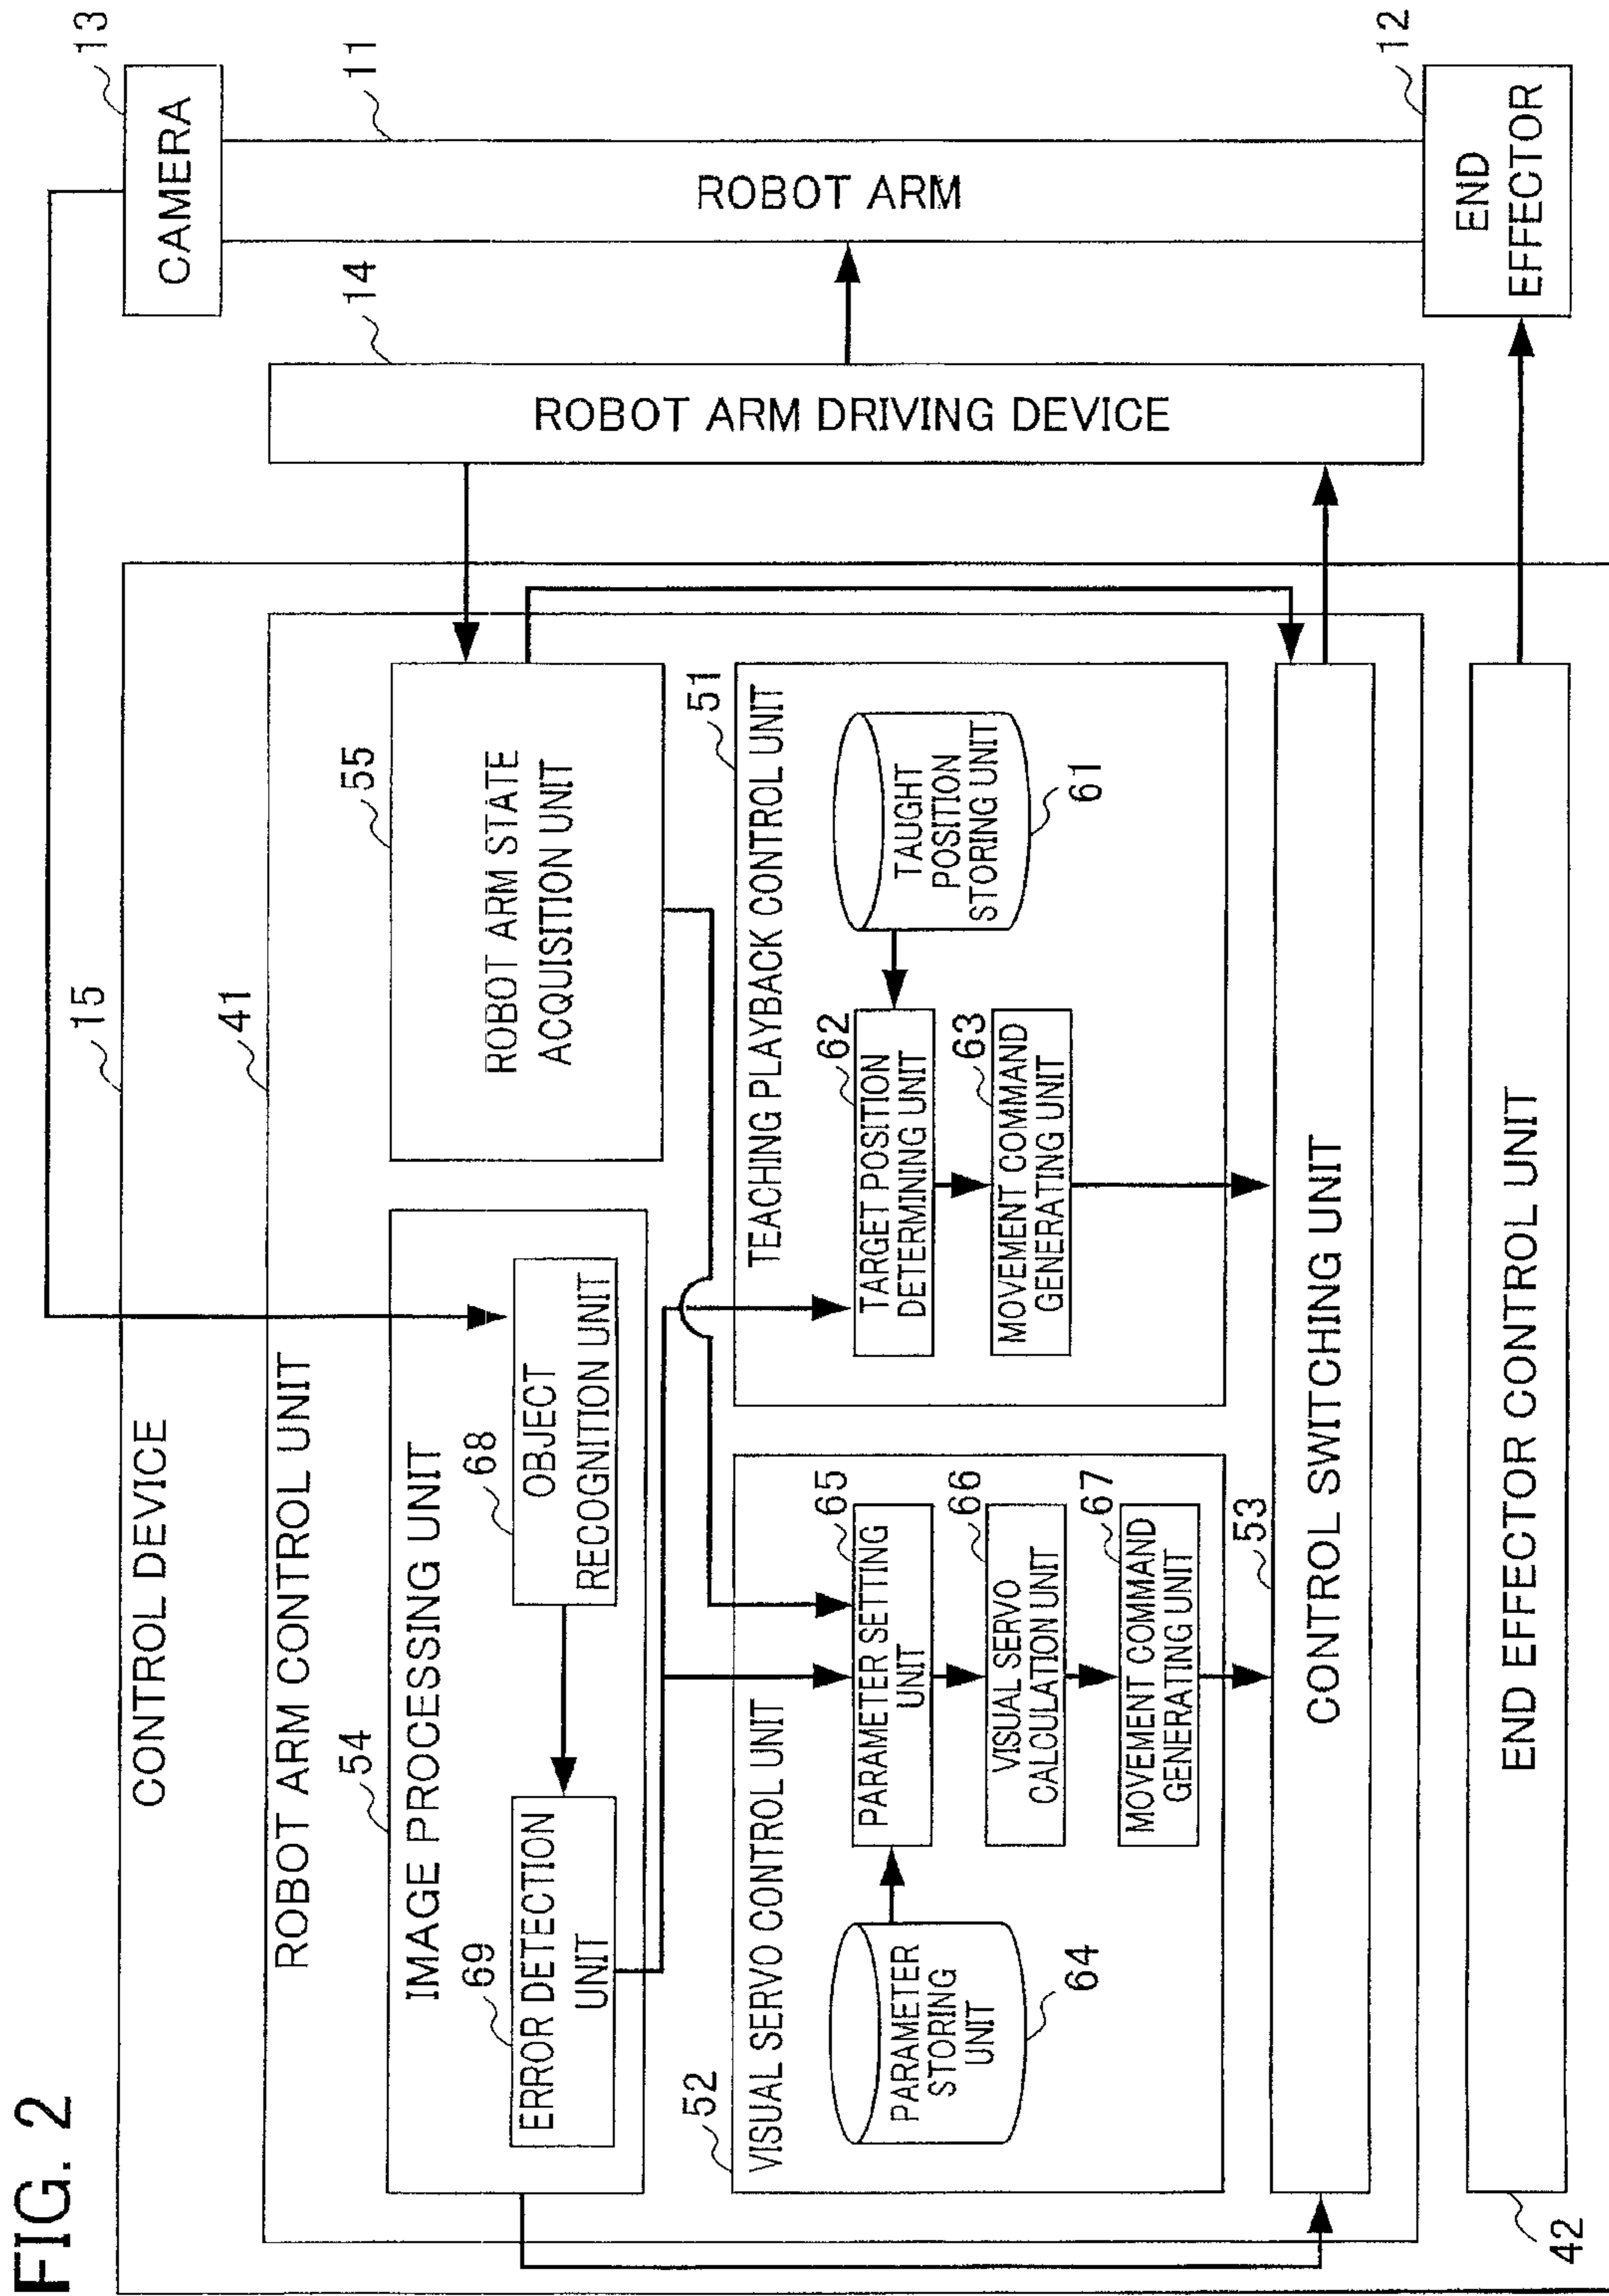 FIG. 2
CONTROL DEVICE
15
ROBOT ARM CONTROL UNIT
41
54
IMAGE PROCESSING UNIT
69
ERROR DETECTION
UNIT
68
OBJECT
RECOGNITION UNIT
55
ROBOT ARM STATE
ACQUISITION UNIT
52
VISUAL SERVO CONTROL UNIT
PARAMETER
STORING
UNIT
64
65
PARAMETER SETTING
UNIT
66
VISUAL SERVO
CALCULATION UNIT
67
MOVEMENT COMMAND
GENERATING UNIT
51
TEACHING PLAYBACK CONTROL UNIT
62
TARGET POSITION
DETERMINING UNIT
63
MOVEMENT COMMAND
GENERATING UNIT
TAUGHT
POSITION
STORING UNIT
61
53
CONTROL SWITCHING UNIT
42
END EFFECTOR CONTROL UNIT
14
ROBOT ARM DRIVING DEVICE
13
CAMERA
11
ROBOT ARM
12
END
EFFECTOR